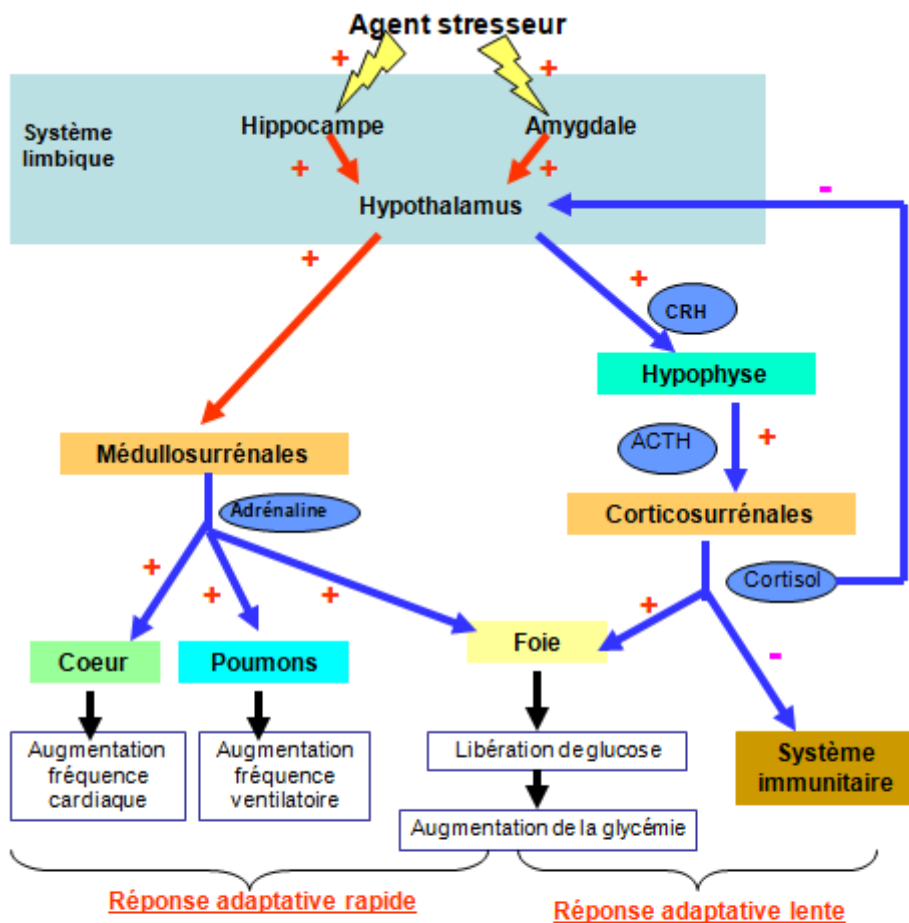 Agent stresseur
+
+
Système
limbique
Hippocampe
Amygdale
+
+
Hypothalamus
-
+
+
CRH
Hypophyse
ACTH
+
Médullosurrénales
Adrénaline
Corticosurrénales
Cortisol
+
+
+
+
-
Coeur
Poumons
Foie
Augmentation
fréquence
cardiaque
Augmentation
fréquence
ventilatoire
Libération de glucose
Système
immunitaire
Augmentation de la glycémie
Réponse adaptative rapide
Réponse adaptative lente